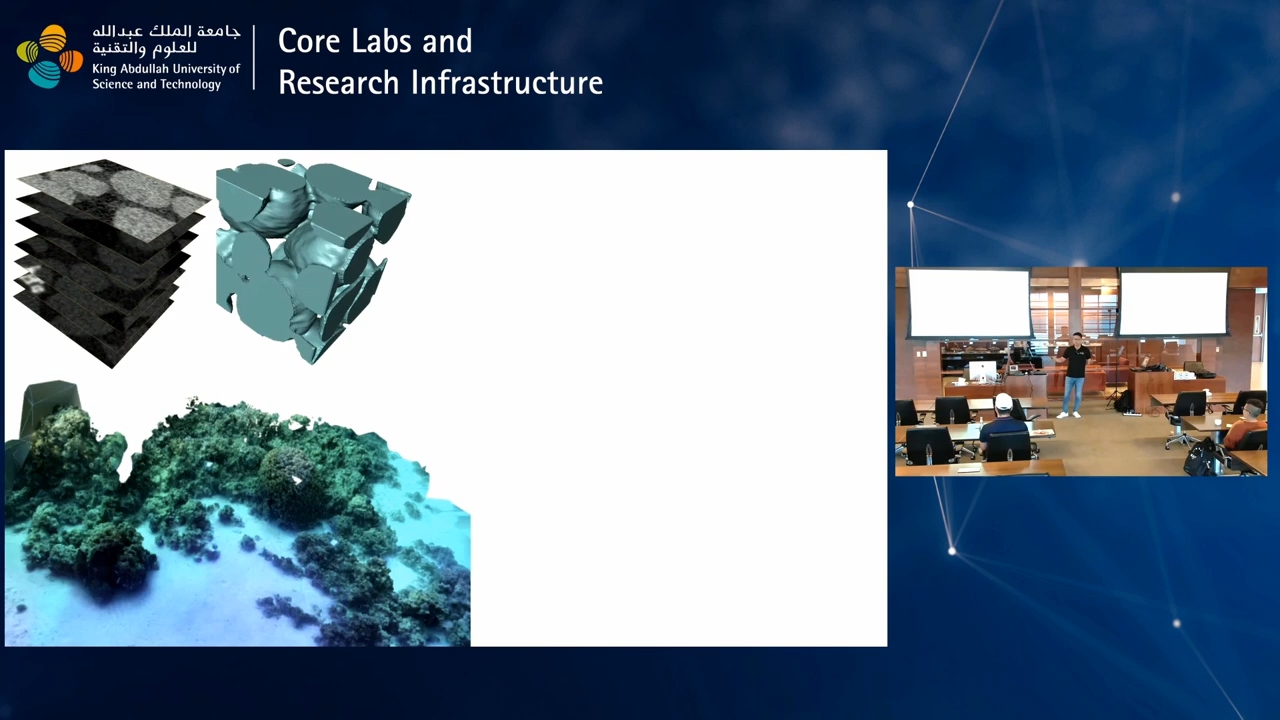 جامعة الملك عبدالله
للعلوم والتقنية
King Abdullah University of
Science and Technology
Core Labs and
Research Infrastructure